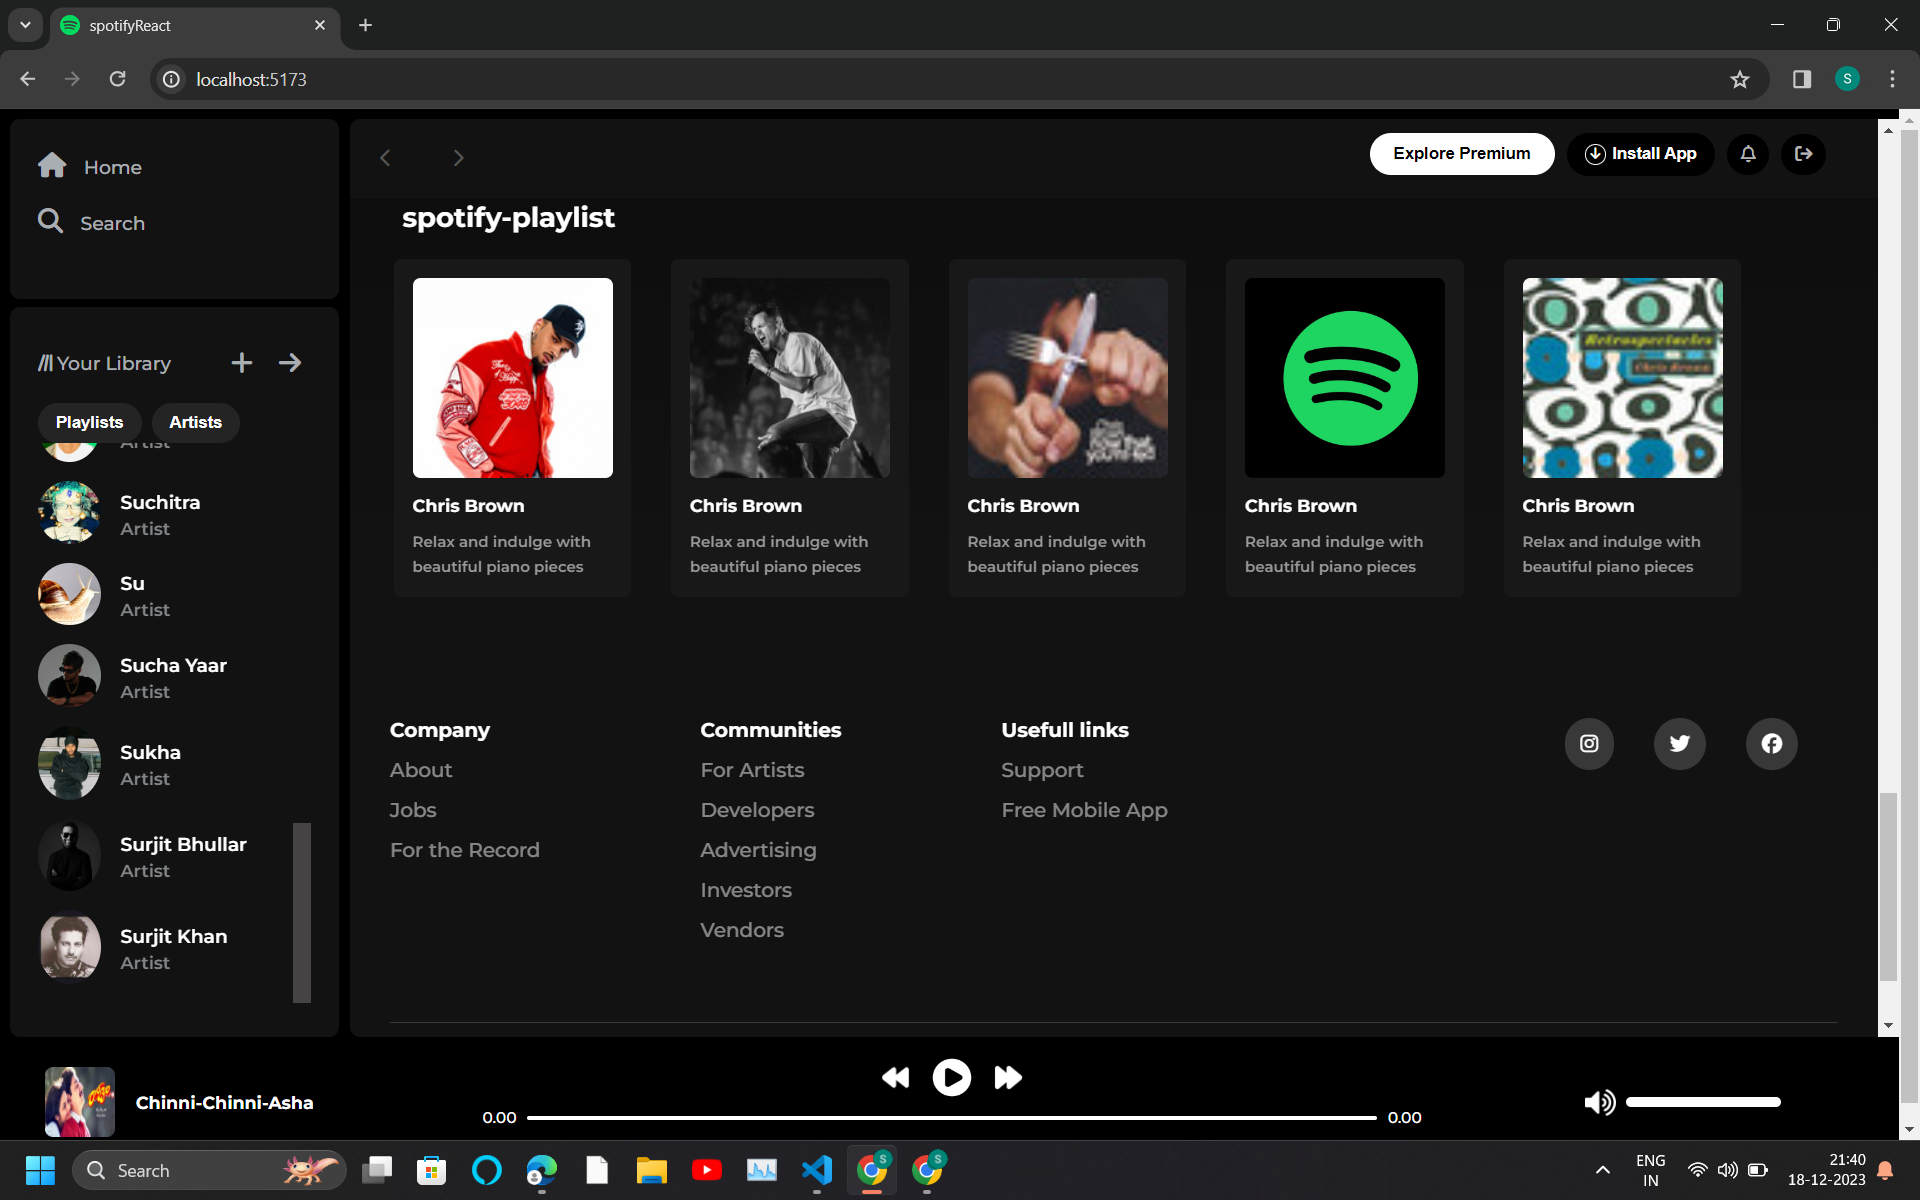 spotifyReact
localhost:5173
Home
Search
Your Library
Playlists
Artists
Artist
Suchitra
Artist
Su
Artist
Sucha Yaar
Artist
Sukha
Artist
Surjit Bhullar
Artist
Surjit Khan
Artist
Explore Premium
Install App
spotify-playlist
Retrospectacles
Chris Brown
Chris Brown
Relax and indulge with
beautiful piano pieces
Chris Brown
Relax and indulge with
beautiful piano pieces
Chris Brown
Relax and indulge with
beautiful piano pieces
Chris Brown
Relax and indulge with
beautiful piano pieces
Chris Brown
Relax and indulge with
beautiful piano pieces
Company
About
Jobs
For the Record
Communities
For Artists
Developers
Advertising
Investors
Vendors
Usefull links
Support
Free Mobile App
Chinni-Chinni-Asha
0.00
0.00
Search
S
S
S
ENG
IN
21:40
18-12-2023